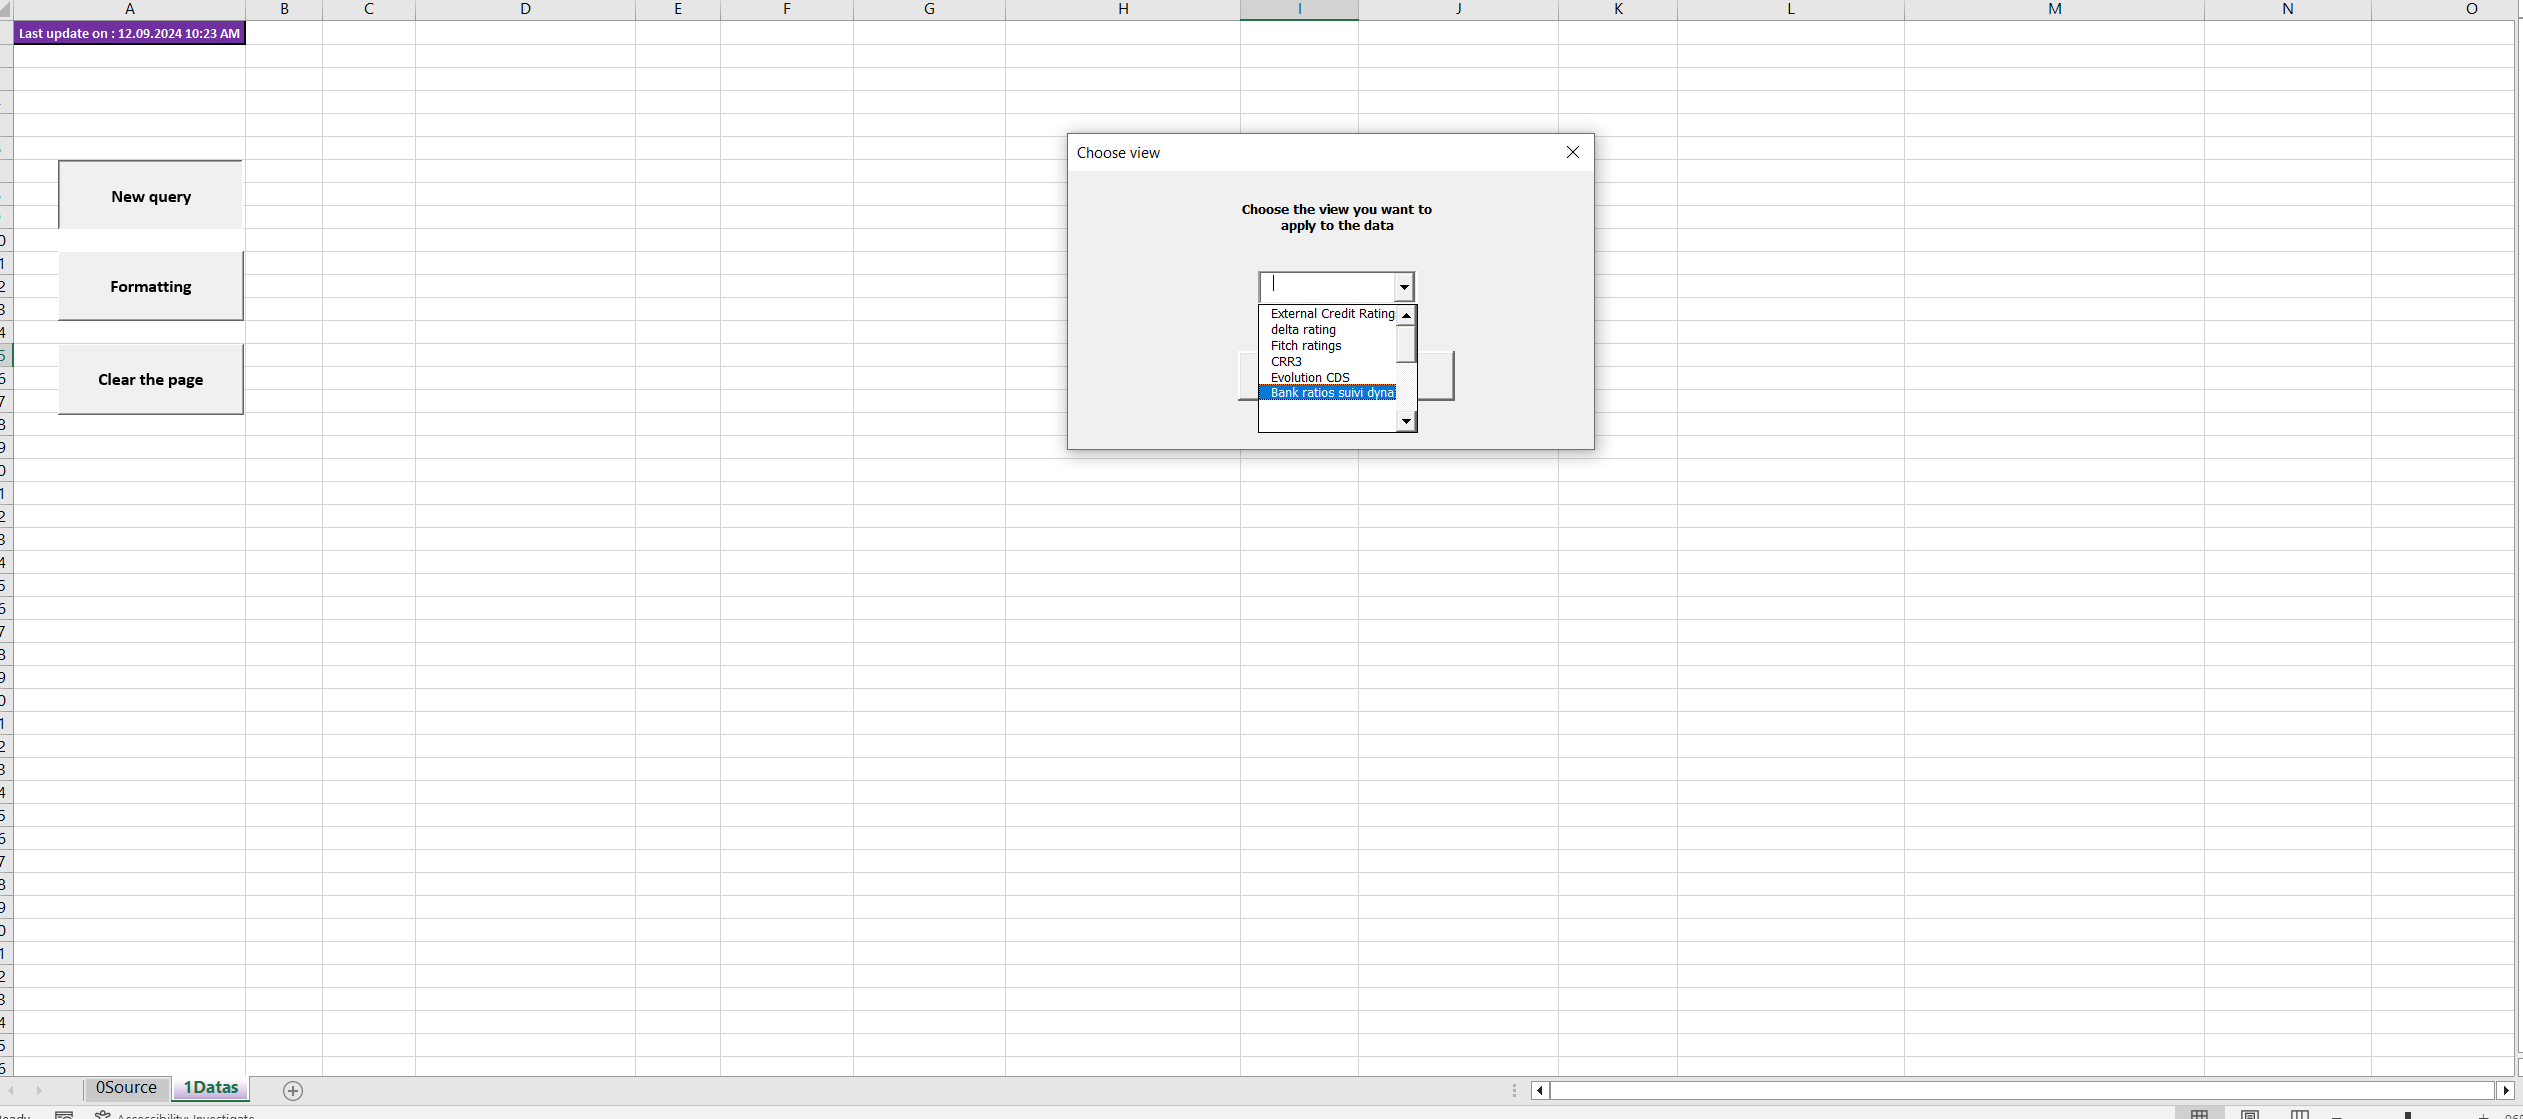 A B C D E F G H I J K L M N O
Last update on : 12.09.2024 10:23 AM
New query
Formatting
Clear the page
Choose view
Choose the view you want to
apply to the data
External Credit Rating
delta rating
Fitch ratings
CRR3
Evolution CDS
Bank ratios suivi dyna
0Source 1Datas
Accessibility: Investigate